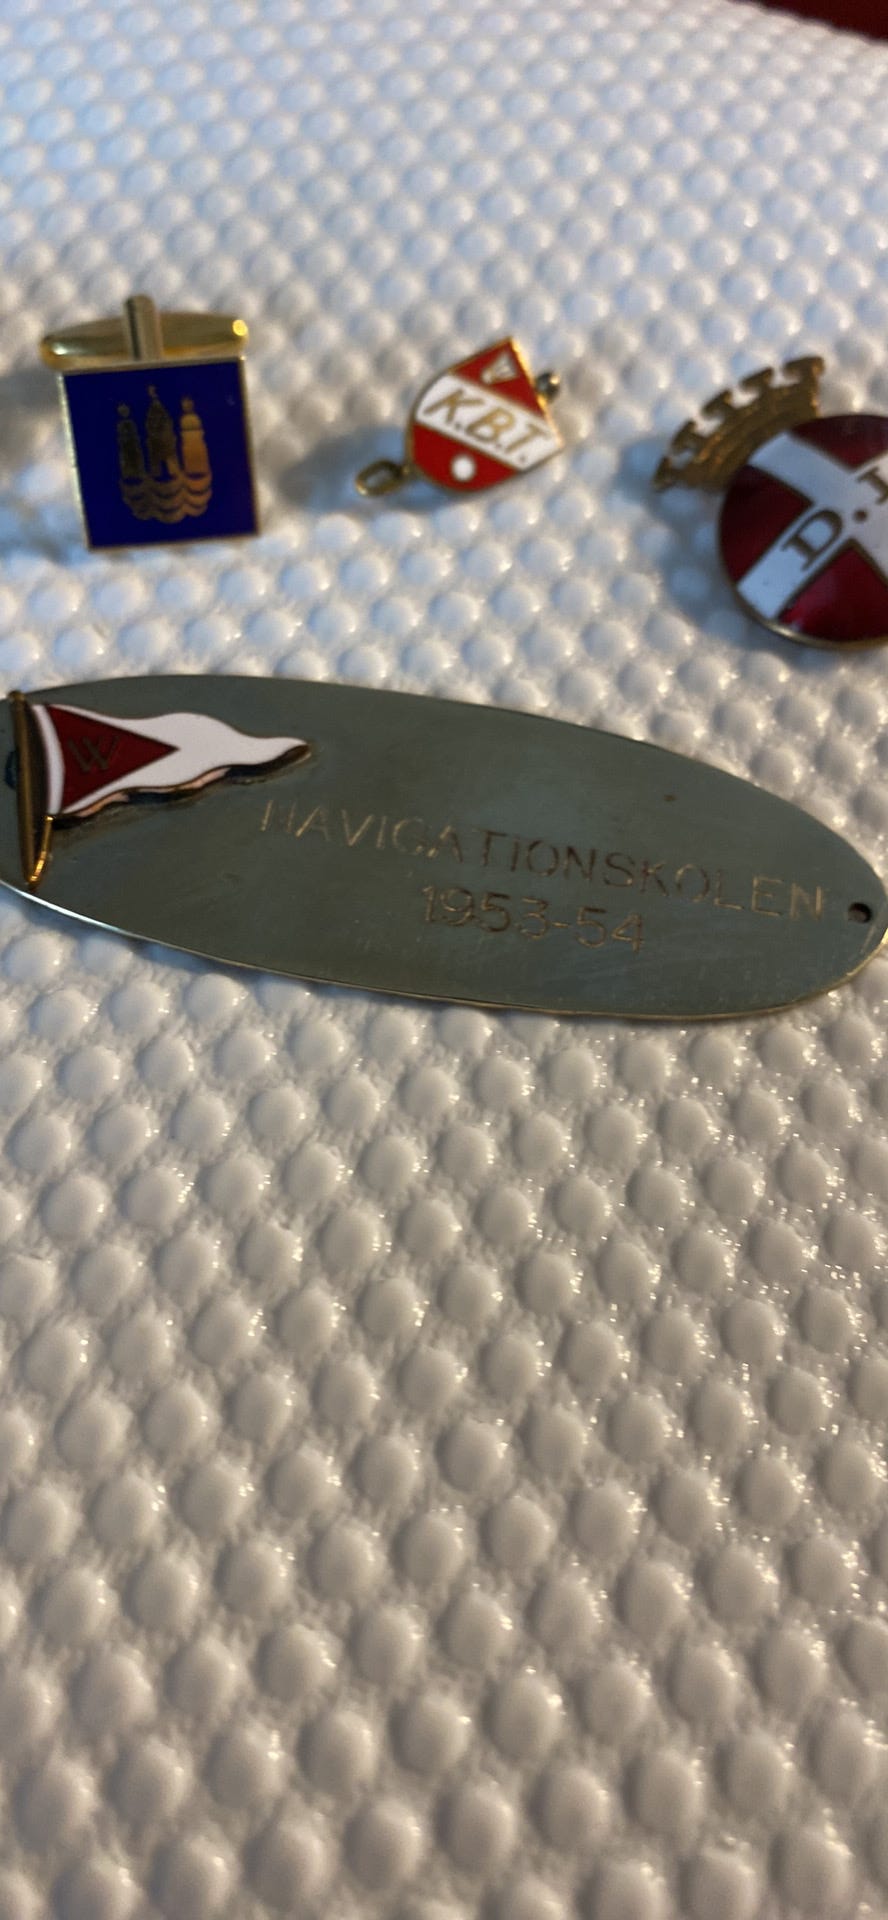 K.B.T.
D.
W
NAVIGATIONSKOLEN
1953-54